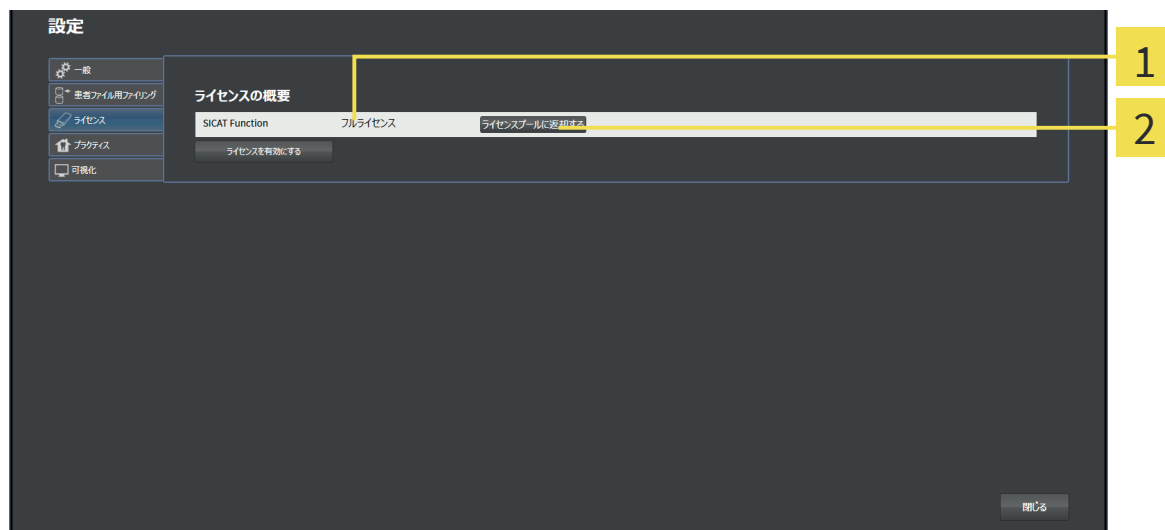 設定
一般
患者ファイル用ファイリング
ライセンス
プラクティス
可視化
ライセンスの概要
SICAT Function フルライセンス ライセンスプールに返却する
ライセンスを有効にする
閉じる
1
2